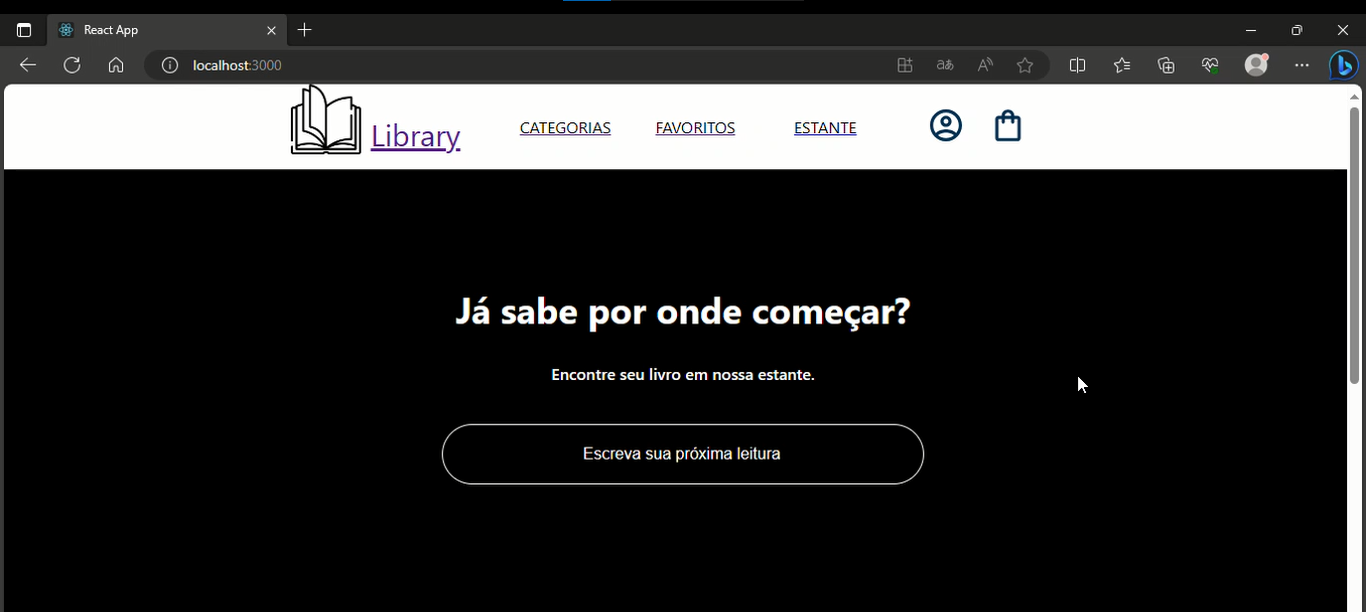 React App
localhost:3000
Library
CATEGORIAS
FAVORITOS
ESTANTE
Já sabe por onde começar?
Encontre seu livro em nossa estante.
Escreva sua próxima leitura